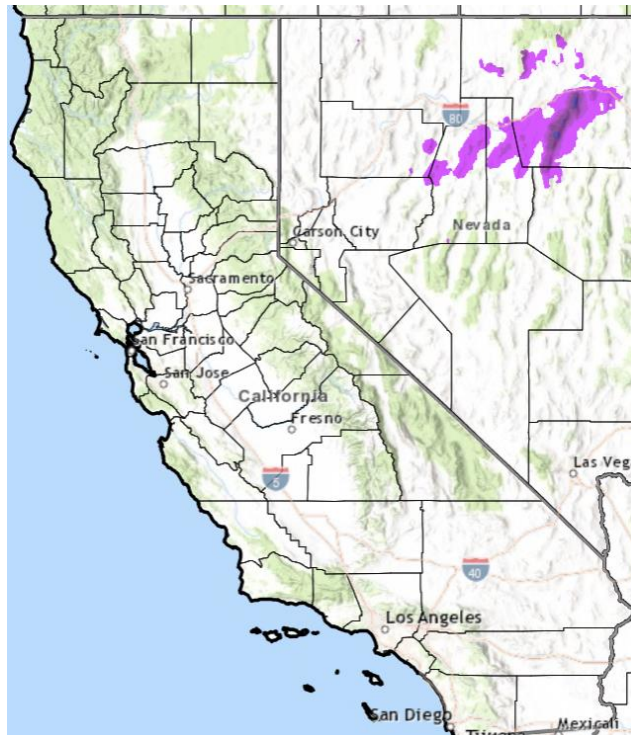 80
Carson City
Nevada
Sacramento
San Francisco
San Jose
California
Fresno
5
Las Veg
40
Los Angeles
San Diego
Mexicali